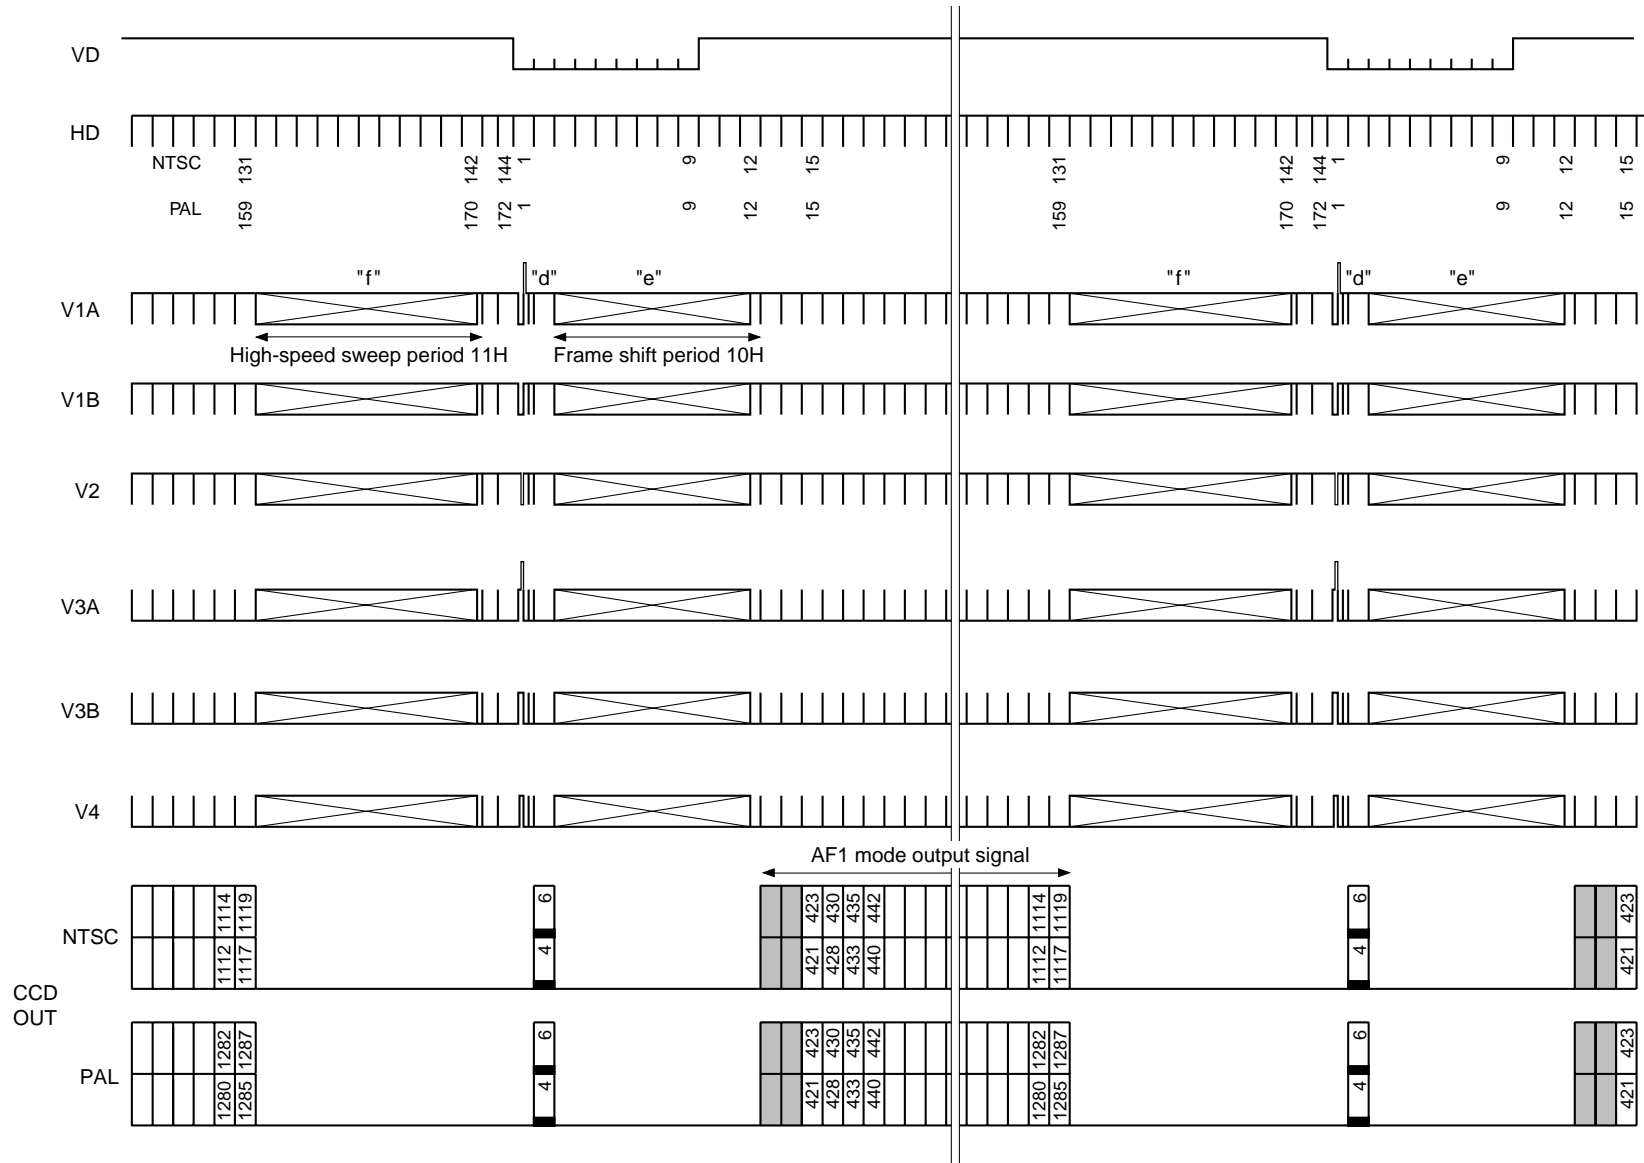 VD
HD
NTSC 131 142 144 1 9 12 15 131 142 144 1 9 12 15
PAL 159 170 172 1 9 12 15 159 170 172 1 9 12 15
"f" "d" "e" "f" "d" "e"
V1A
High-speed sweep period 11H Frame shift period 10H
V1B
V2
V3A
V3B
V4
AF1 mode output signal
1114 1119 6 423 430 435 442 1114 1119 6 423
NTSC
1112 1117 4 421 428 433 440 1112 1117 4 421
CCD
OUT
1282 1287 6 423 430 435 442 1282 1287 6 423
PAL
1280 1285 4 421 428 433 440 1280 1285 4 421